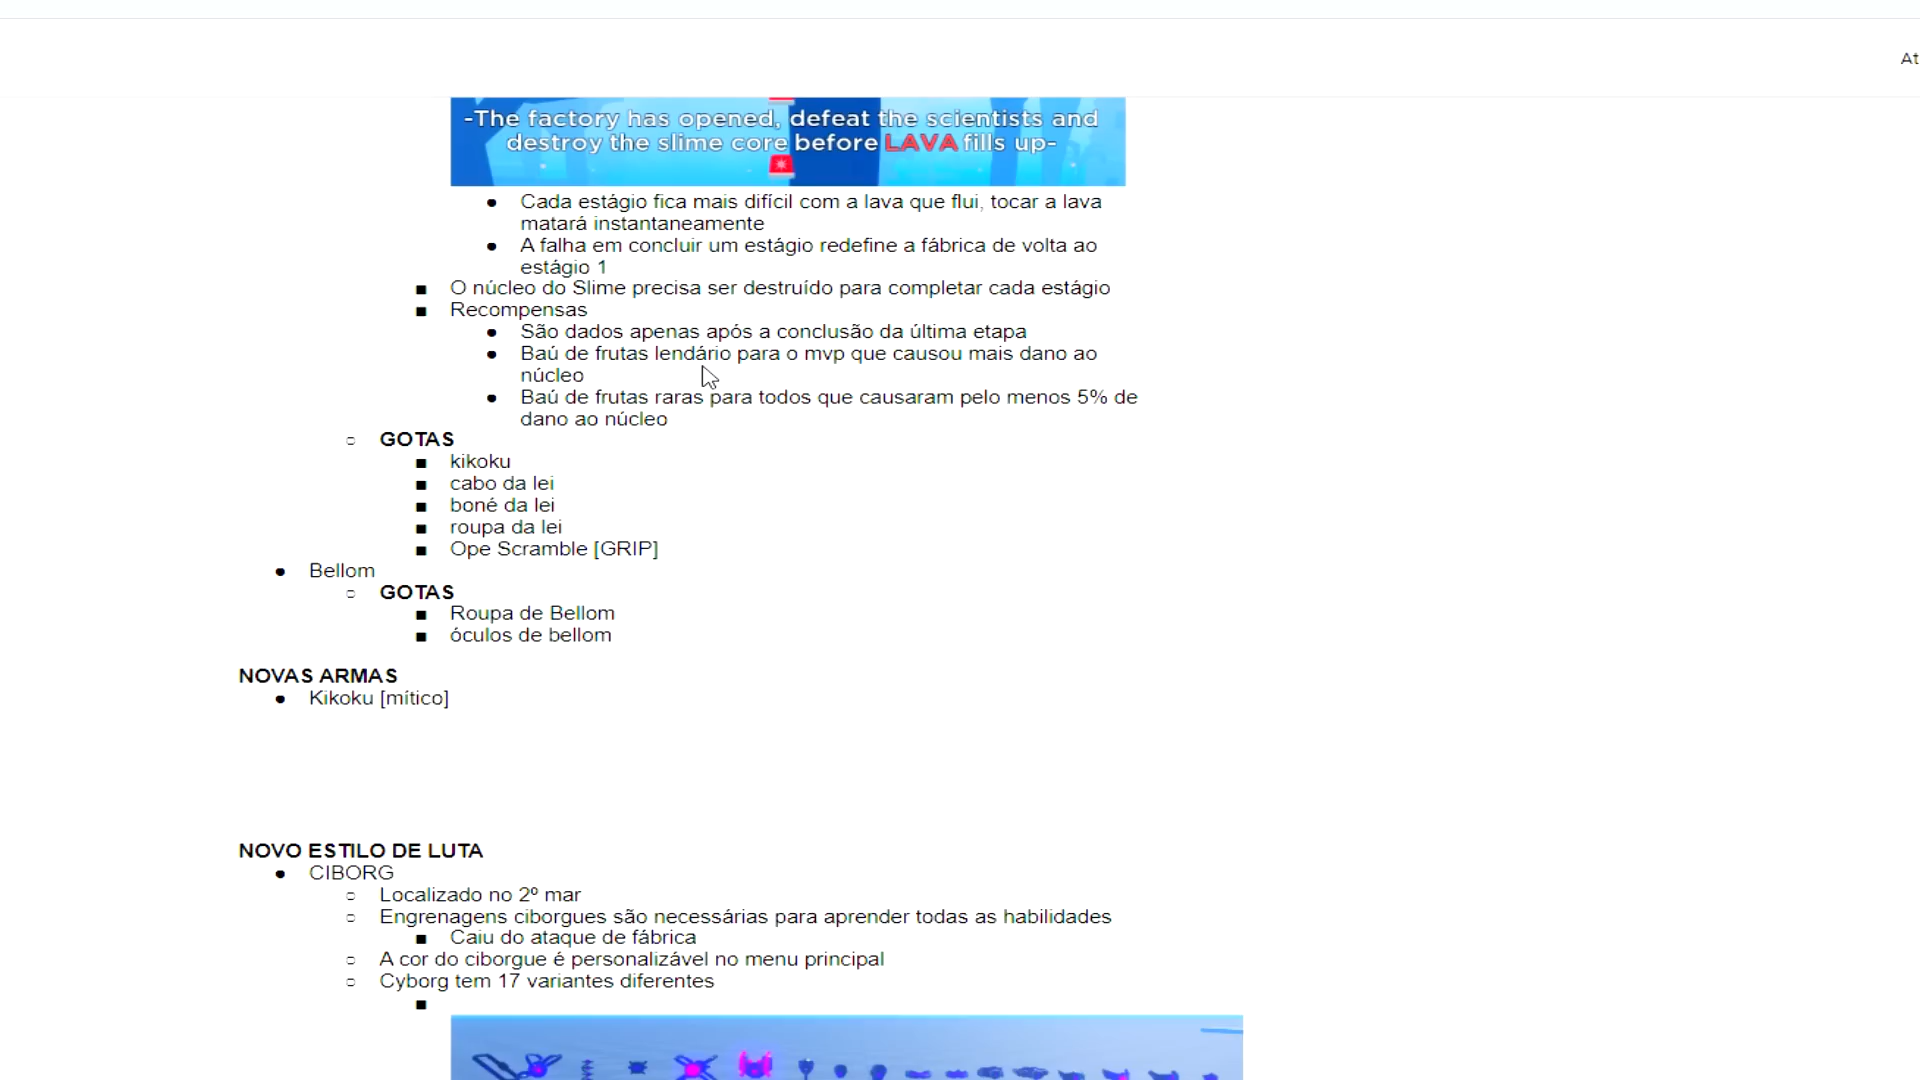 At
-The factory has opened, defeat the scientists and
destroy the slime core before LAVA fills up-
Cada estágio fica mais difícil com a lava que flui, tocar a lava
matará instantaneamente
A falha em concluir um estágio redefine a fábrica de volta ao
estágio 1
O núcleo do Slime precisa ser destruído para completar cada estágio
Recompensas
São dados apenas após a conclusão da última etapa
Baú de frutas lendário para o mvp que causou mais dano ao
núcleo
Baú de frutas raras para todos que causaram pelo menos 5% de
dano ao núcleo
GOTAS
kikoku
cabo da lei
boné da lei
roupa da lei
Ope Scramble [GRIP]
Bellom
GOTAS
Roupa de Bellom
óculos de bellom
NOVAS ARMAS
Kikoku [mítico]
NOVO ESTILO DE LUTA
CIBORG
Localizado no 2º mar
Engrenagens ciborgues são necessárias para aprender todas as habilidades
Caiu do ataque de fábrica
A cor do ciborgue é personalizável no menu principal
Cyborg tem 17 variantes diferentes